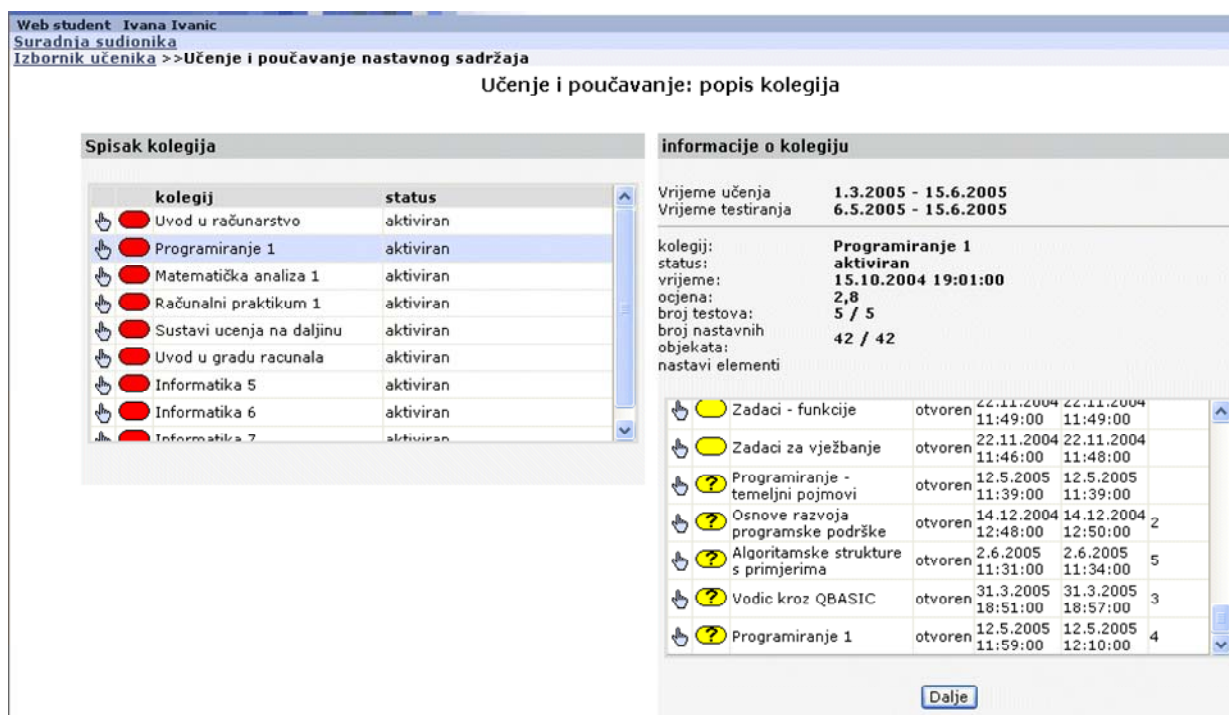 Web student Ivana Ivanic
Suradnja sudionika
Izbornik učenika >>Učenje i poučavanje nastavnog sadržaja
Učenje i poučavanje: popis kolegija
Spisak kolegija
kolegij status
Uvod u računarstvo aktiviran
Programiranje 1 aktiviran
Matematička analiza 1 aktiviran
Računalni praktikum 1 aktiviran
Sustavi ucenja na daljinu aktiviran
Uvod u gradu racunala aktiviran
Informatika 5 aktiviran
Informatika 6 aktiviran
Informatika 7 aktiviran
informacije o kolegiju
Vrijeme učenja 1.3.2005 - 15.6.2005
Vrijeme testiranja 6.5.2005 - 15.6.2005
kolegij: Programiranje 1
status: aktiviran
vrijeme: 15.10.2004 19:01:00
ocjena: 2,8
broj testova: 5 / 5
broj nastavnih
objekata: 42 / 42
nastavi elementi
22.11.2004 22.11.2004
Zadaci - funkcije otvoren
11:49:00 11:49:00
22.11.2004 22.11.2004
Zadaci za vježbanje otvoren
11:46:00 11:48:00
Programiranje - 12.5.2005 12.5.2005
? otvoren
temeljni pojmovi 11:39:00 11:39:00
Osnove razvoja 14.12.2004 14.12.2004
? otvoren 2
programske podrške 12:48:00 12:50:00
Algoritamske strukture 2.6.2005 2.6.2005
? otvoren 5
s primjerima 11:31:00 11:34:00
31.3.2005 31.3.2005
? Vodic kroz QBASIC otvoren 3
18:51:00 18:57:00
12.5.2005 12.5.2005
? Programiranje 1 otvoren 4
11:59:00 12:10:00
Dalje